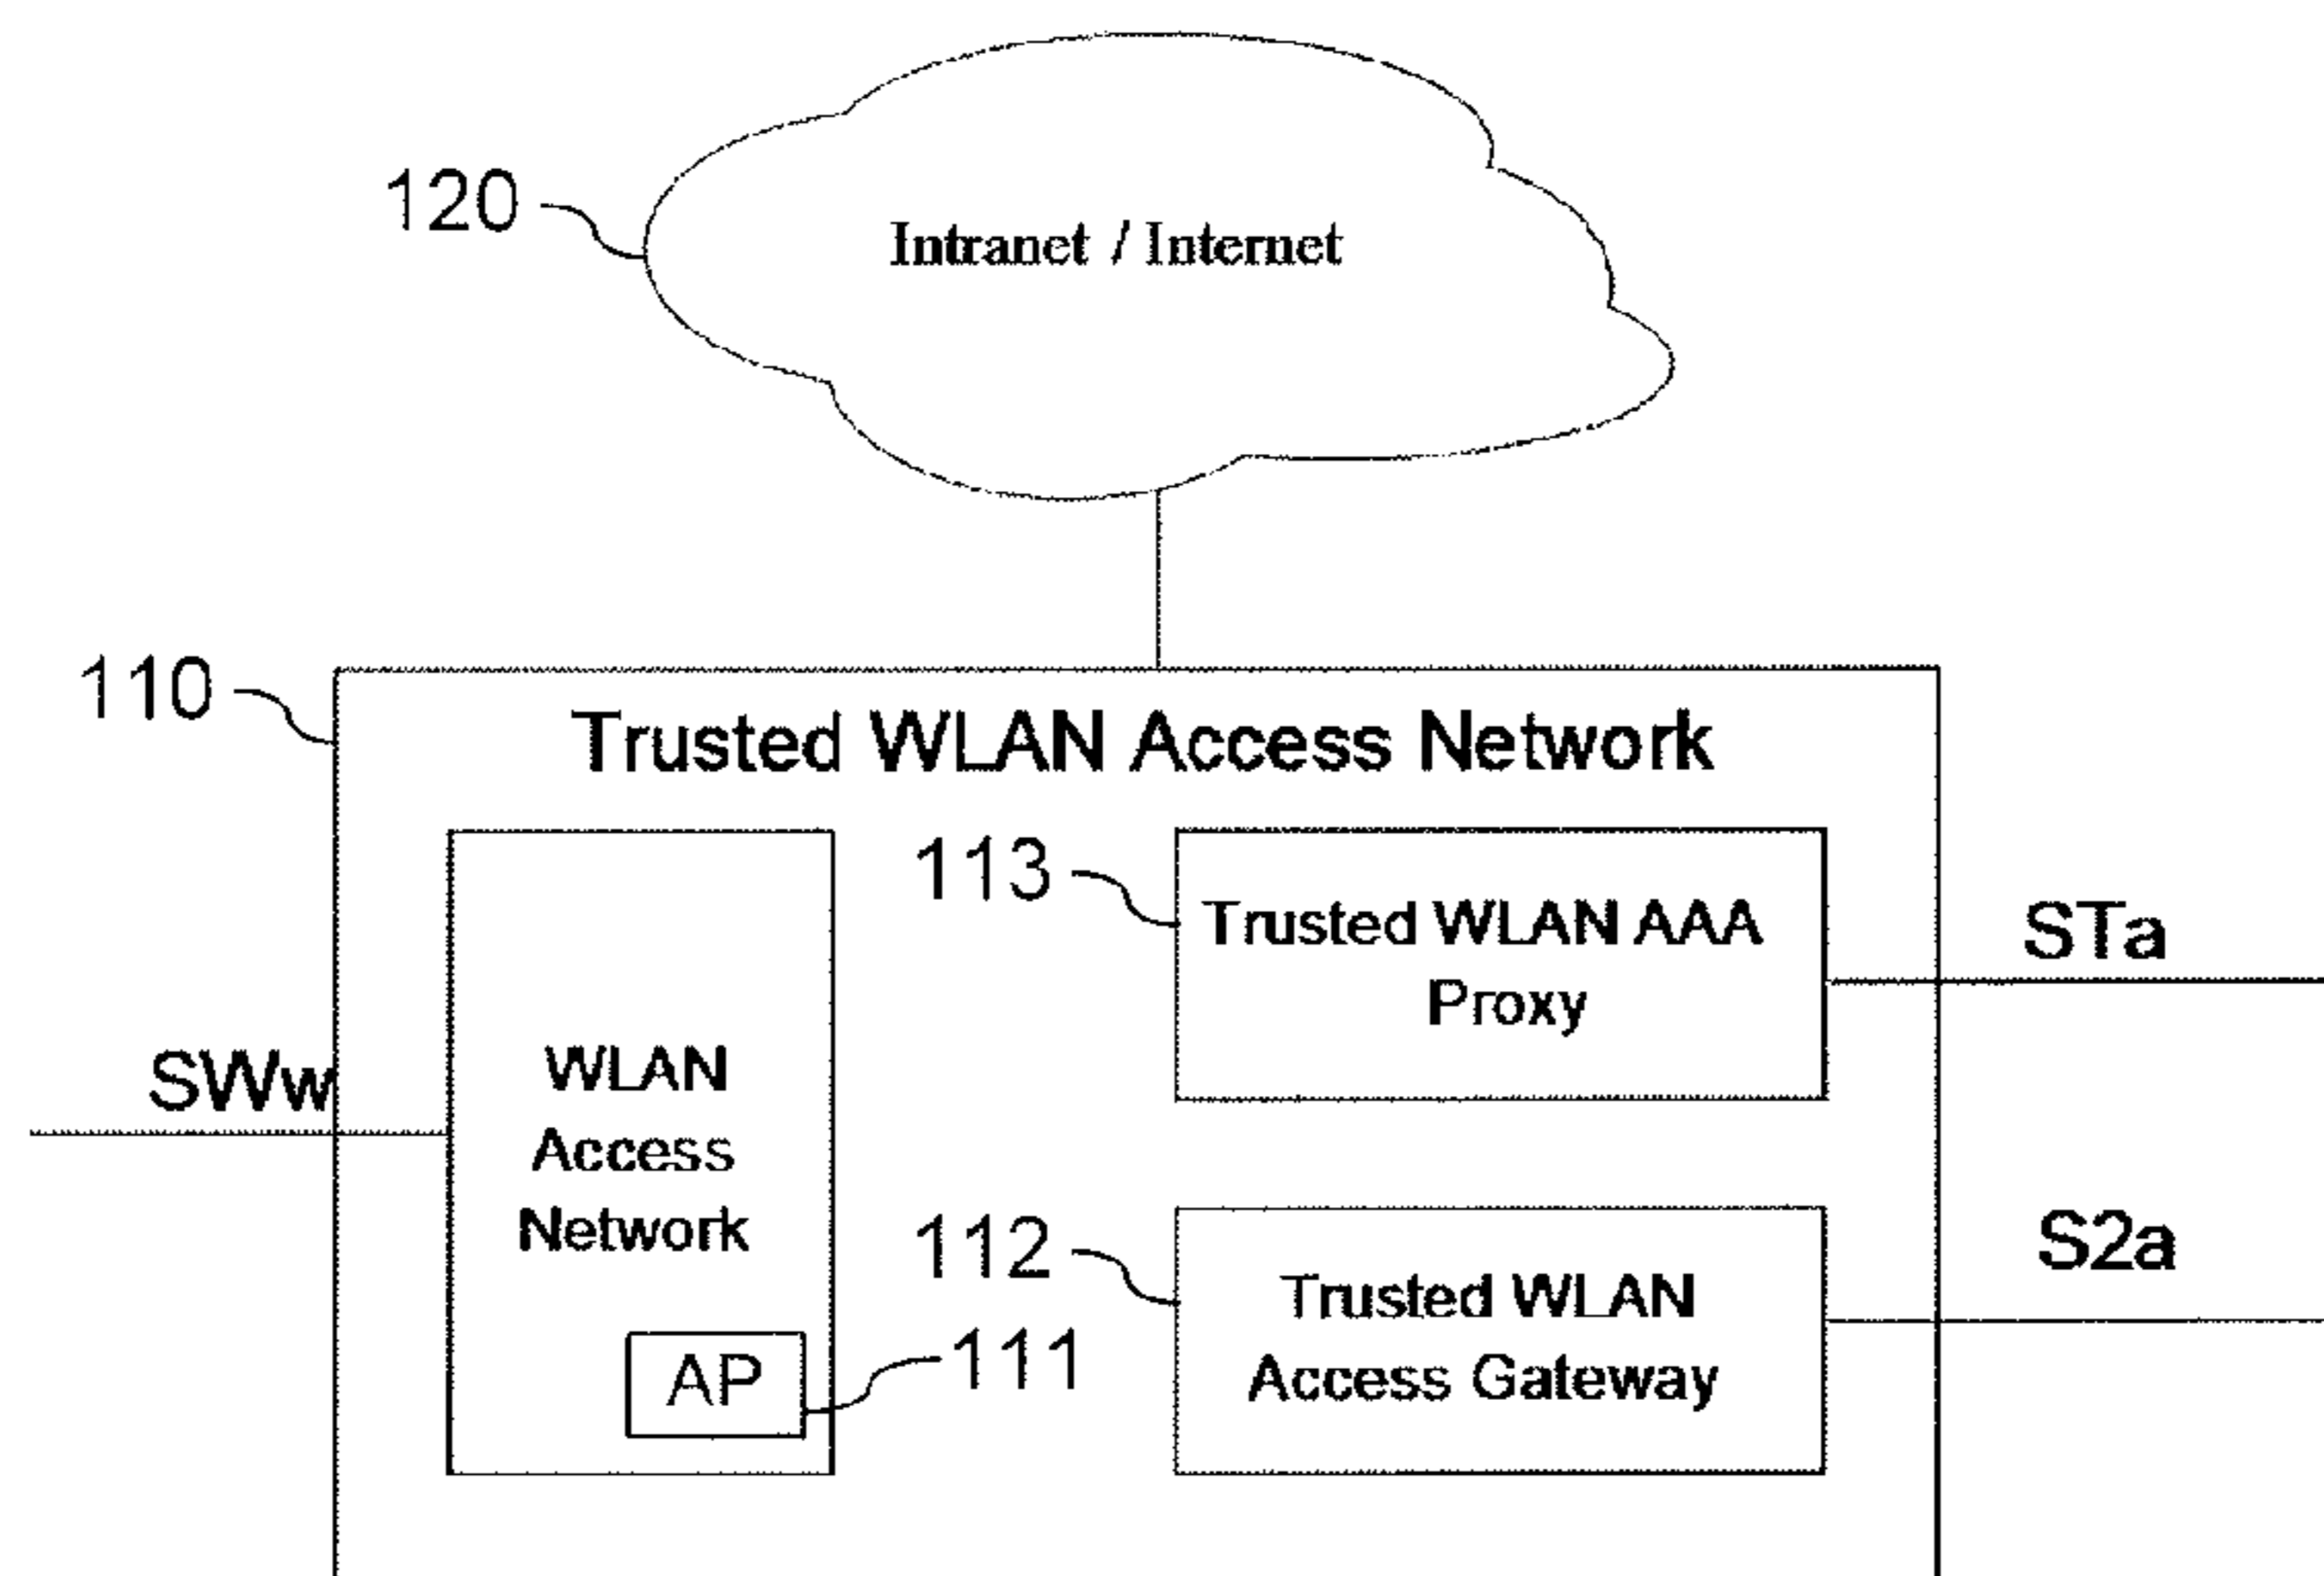 120
Intranet / Internet
110
Trusted WLAN Access Network
113
Trusted WLAN AAA
Proxy
STa
SWw
WLAN
Access
Network
112
Trusted WLAN
Access Gateway
S2a
AP
111